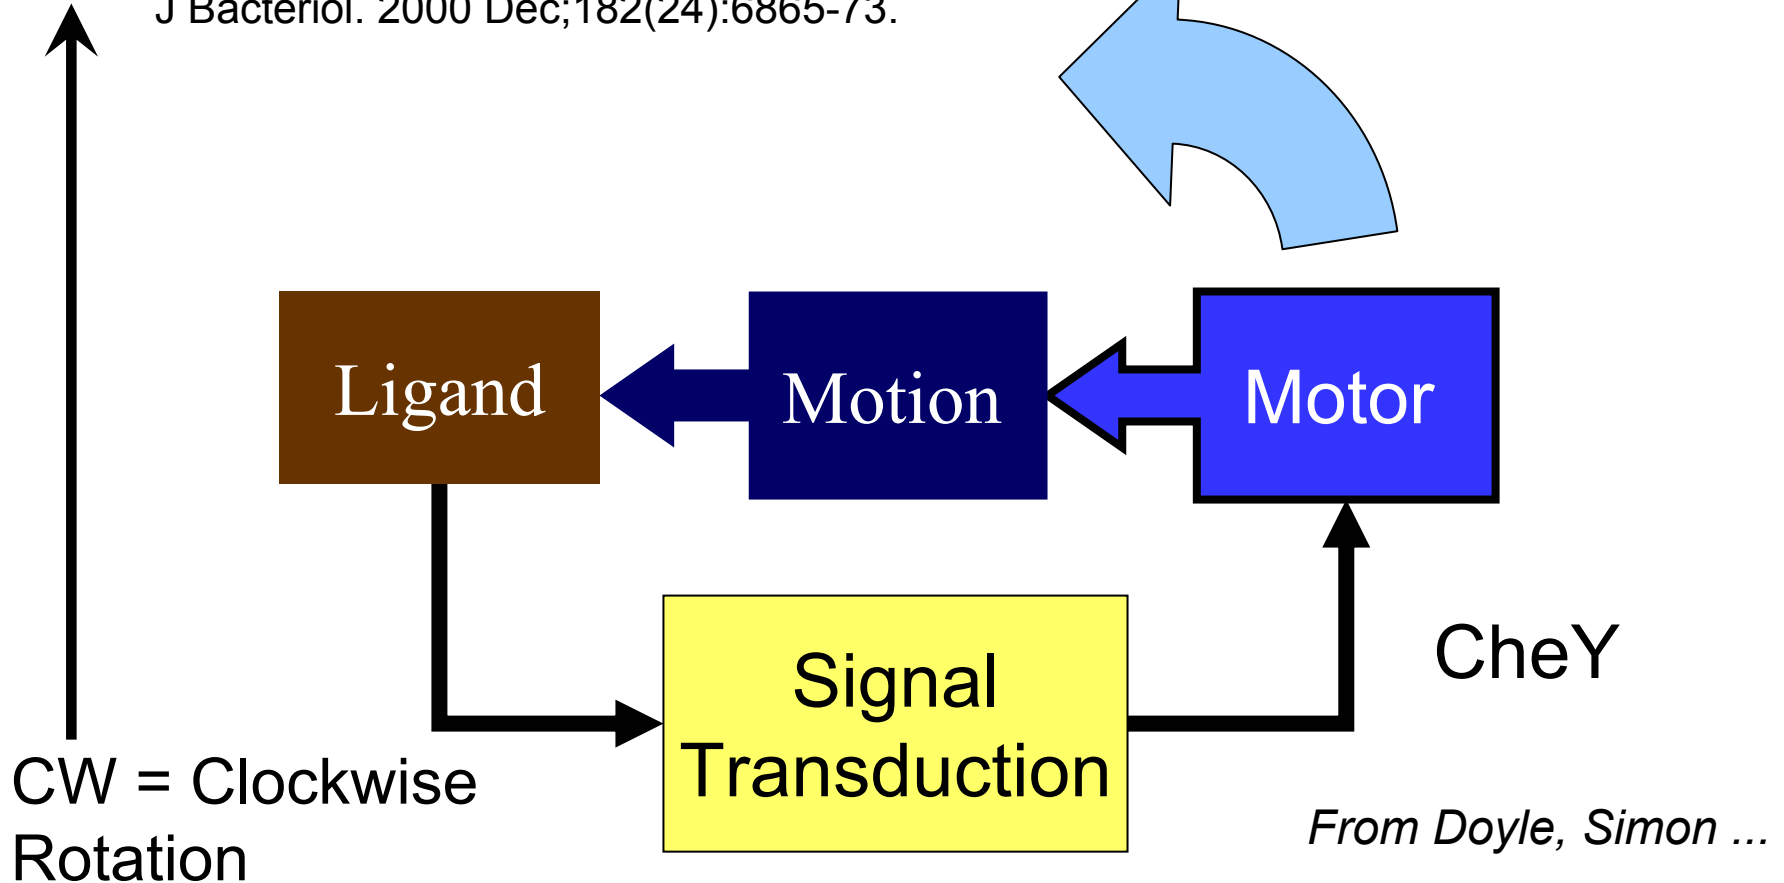 J Bacteriol. 2000 Dec;182(24):6865-73.
Ligand
Motion
Motor
Signal
Transduction
CheY
CW = Clockwise
Rotation
From Doyle, Simon ...